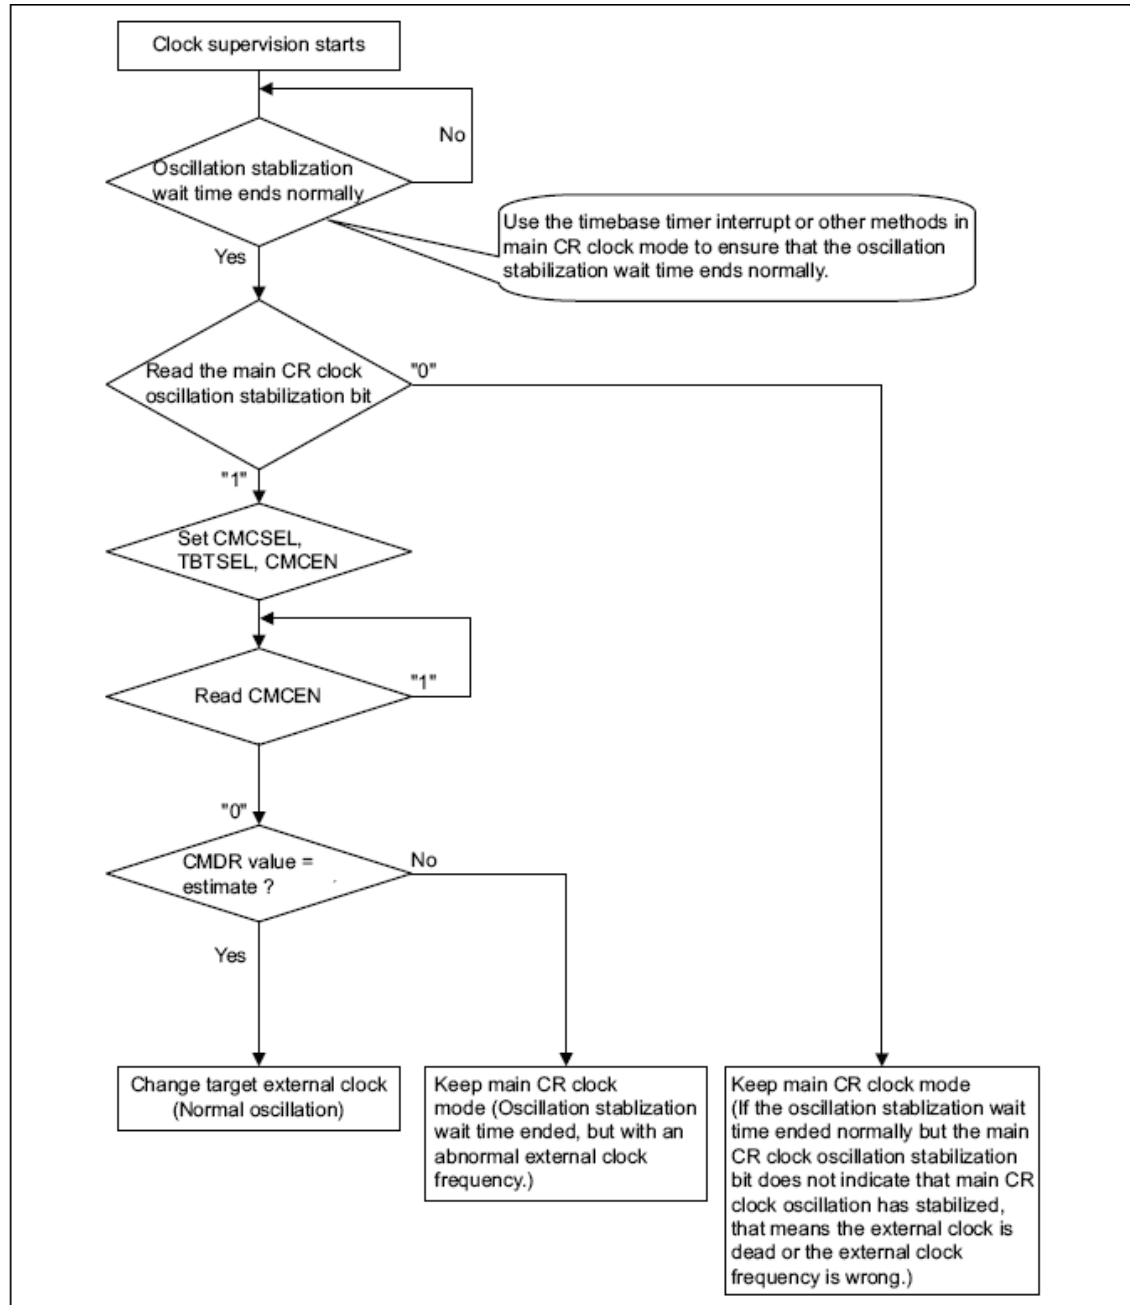 Clock supervision starts
No
Oscillation stablization
wait time ends normally
Use the timebase timer interrupt or other methods in
main CR clock mode to ensure that the oscillation
stabilization wait time ends normally.
Yes
Read the main CR clock
oscillation stabilization bit
"0"
"1"
Set CMCSEL,
TBTSEL, CMCEN
Read CMCEN
"1"
"0"
CMDR value =
estimate ?
No
Yes
Change target external clock
(Normal oscillation)
Keep main CR clock
mode (Oscillation stablization
wait time ended, but with an
abnormal external clock
frequency.)
Keep main CR clock mode
(If the oscillation stablization wait
time ended normally but the main
CR clock oscillation stabilization
bit does not indicate that main CR
clock oscillation has stabilized,
that means the external clock is
dead or the external clock
frequency is wrong.)